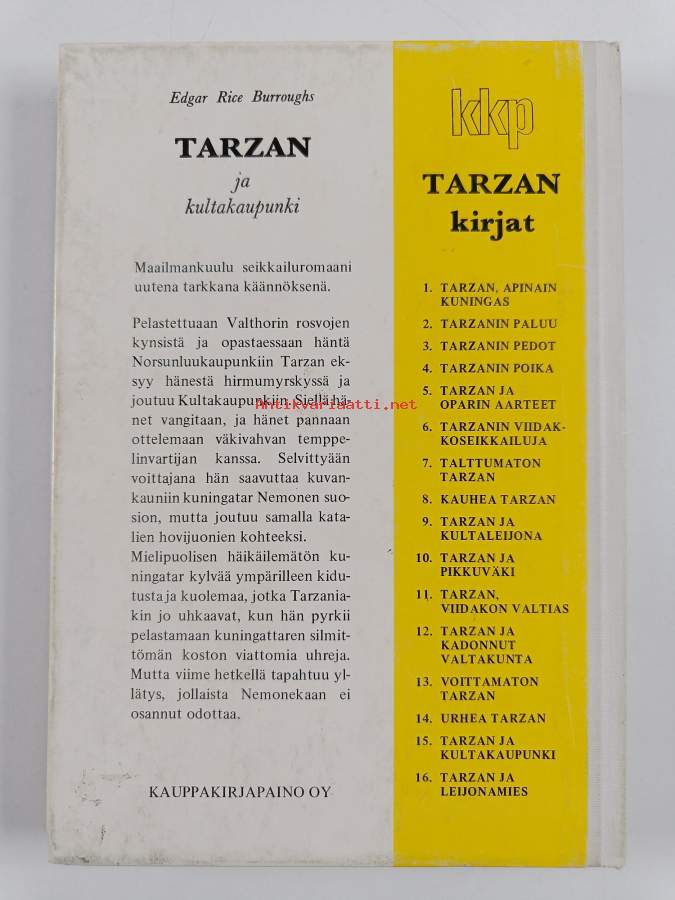 Edgar Rice Burroughs
TARZAN
ja
kultakaupunki
Maailmankuulu seikkailuromaani
uutena tarkkana käännöksenä.
Pelastettuaan Valthorin rosvojen
kynsistä ja opastaessaan häntä
Norsunluukaupunkiin Tarzan ek-
syy hänestä hirmumyrskyssä ja
joutuu Kultakaupunkiin. Siellä hä-
net vangitaan, ja hänet pannaan
ottelemaan väkivahvan temppe-
linvartijan kanssa. Selvittyään
voittajana hän saavuttaa kuvan-
kauniin kuningatar Nemonen suo-
sion, mutta joutuu samalla kata-
lien hovijuonien kohteeksi.
Mielipuolisen häikäilemätön ku-
ningatar kylvää ympärilleen kidu-
tusta ja kuolemaa, jotka Tarzania-
kin jo uhkaavat, kun hän pyrkii
pelastamaan kuningattaren silmit-
tömän koston viattomia uhreja.
Mutta viime hetkellä tapahtuu yl-
lätys, jollaista Nemonekaan ei
osannut odottaa.
KAUPPAKIRJAPAINO OY
kkp
TARZAN
kirjat
1. TARZAN, APINAIN
KUNINGAS
2. TARZANIN PALUU
3. TARZANIN PEDOT
4. TARZANIN POIKA
5. TARZAN JA
OPARIN AARTEET
6. TARZANIN VIIDAK-
KOSEIKKAILUJA
7. TALTTUMATON
TARZAN
8. KAUHEA TARZAN
9. TARZAN JA
KULTALEIJONA
10. TARZAN JA
PIKKUVÄKI
11. TARZAN,
VIIDAKON VALTIAS
12. TARZAN JA
KADONNUT
VALTAKUNTA
13. VOITTAMATON
TARZAN
14. URHEA TARZAN
15. TARZAN JA
KULTAKAUPUNKI
16. TARZAN JA
LEIJONAMIES
Antikvariaatti.net